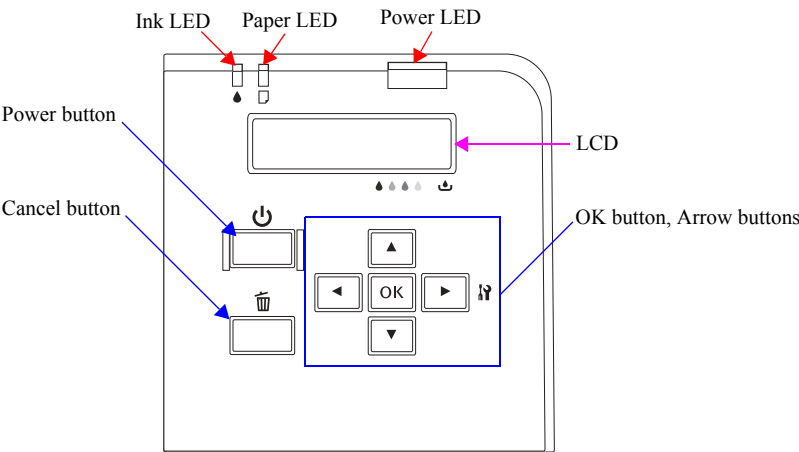 Ink LED Paper LED Power LED
Power button
LCD
Cancel button
OK button, Arrow buttons
OK